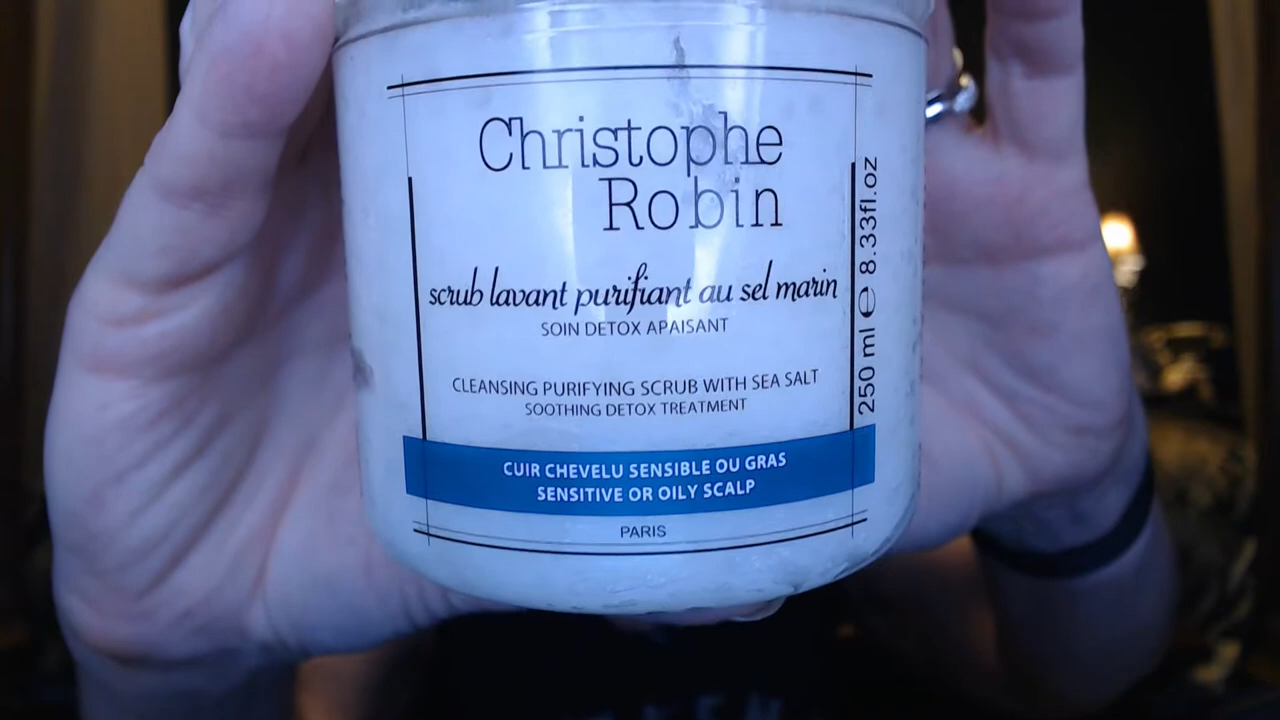 Christophe
Robin
scrub lavant purifiant au sel marin
SOIN DETOX APAISANT
CLEANSING PURIFYING SCRUB WITH SEA SALT
SOOTHING DETOX TREATMENT
CUIR CHEVELU SENSIBLE OU GRAS
SENSITIVE OR OILY SCALP
PARIS
250 ml ℮ 8.33fl.oz